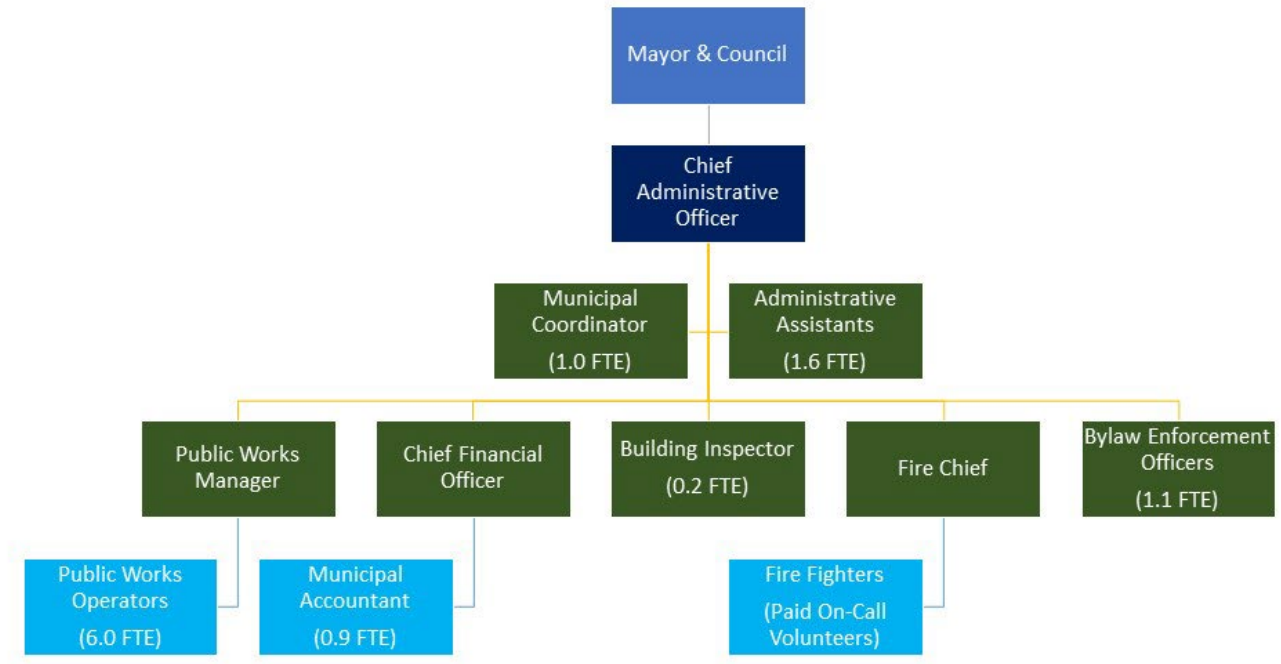 Mayor & Council
Chief
Administrative
Officer
Municipal
Coordinator
(1.0 FTE)
Administrative
Assistants
(1.6 FTE)
Public Works
Manager
Chief Financial
Officer
Building Inspector
(0.2 FTE)
Fire Chief
Bylaw Enforcement
Officers
(1.1 FTE)
Public Works
Operators
(6.0 FTE)
Municipal
Accountant
(0.9 FTE)
Fire Fighters
(Paid On-Call
Volunteers)